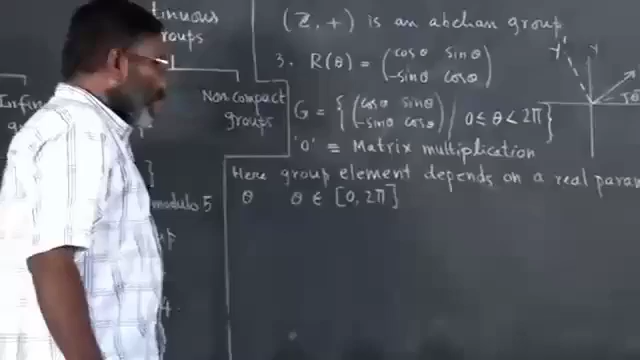 tinuous
groups
Infin
Non compact
groups
modulo 5
(Z, +) is an abelian group
3. R(θ) = (cosθ sinθ
-sinθ cosθ)
G = { (cosθ sinθ
-sinθ cosθ) / 0 ≤ θ < 2π }
'O' ≡ Matrix multiplication
Here group element depends on a real param
θ θ ∈ [0, 2π]
y'
y